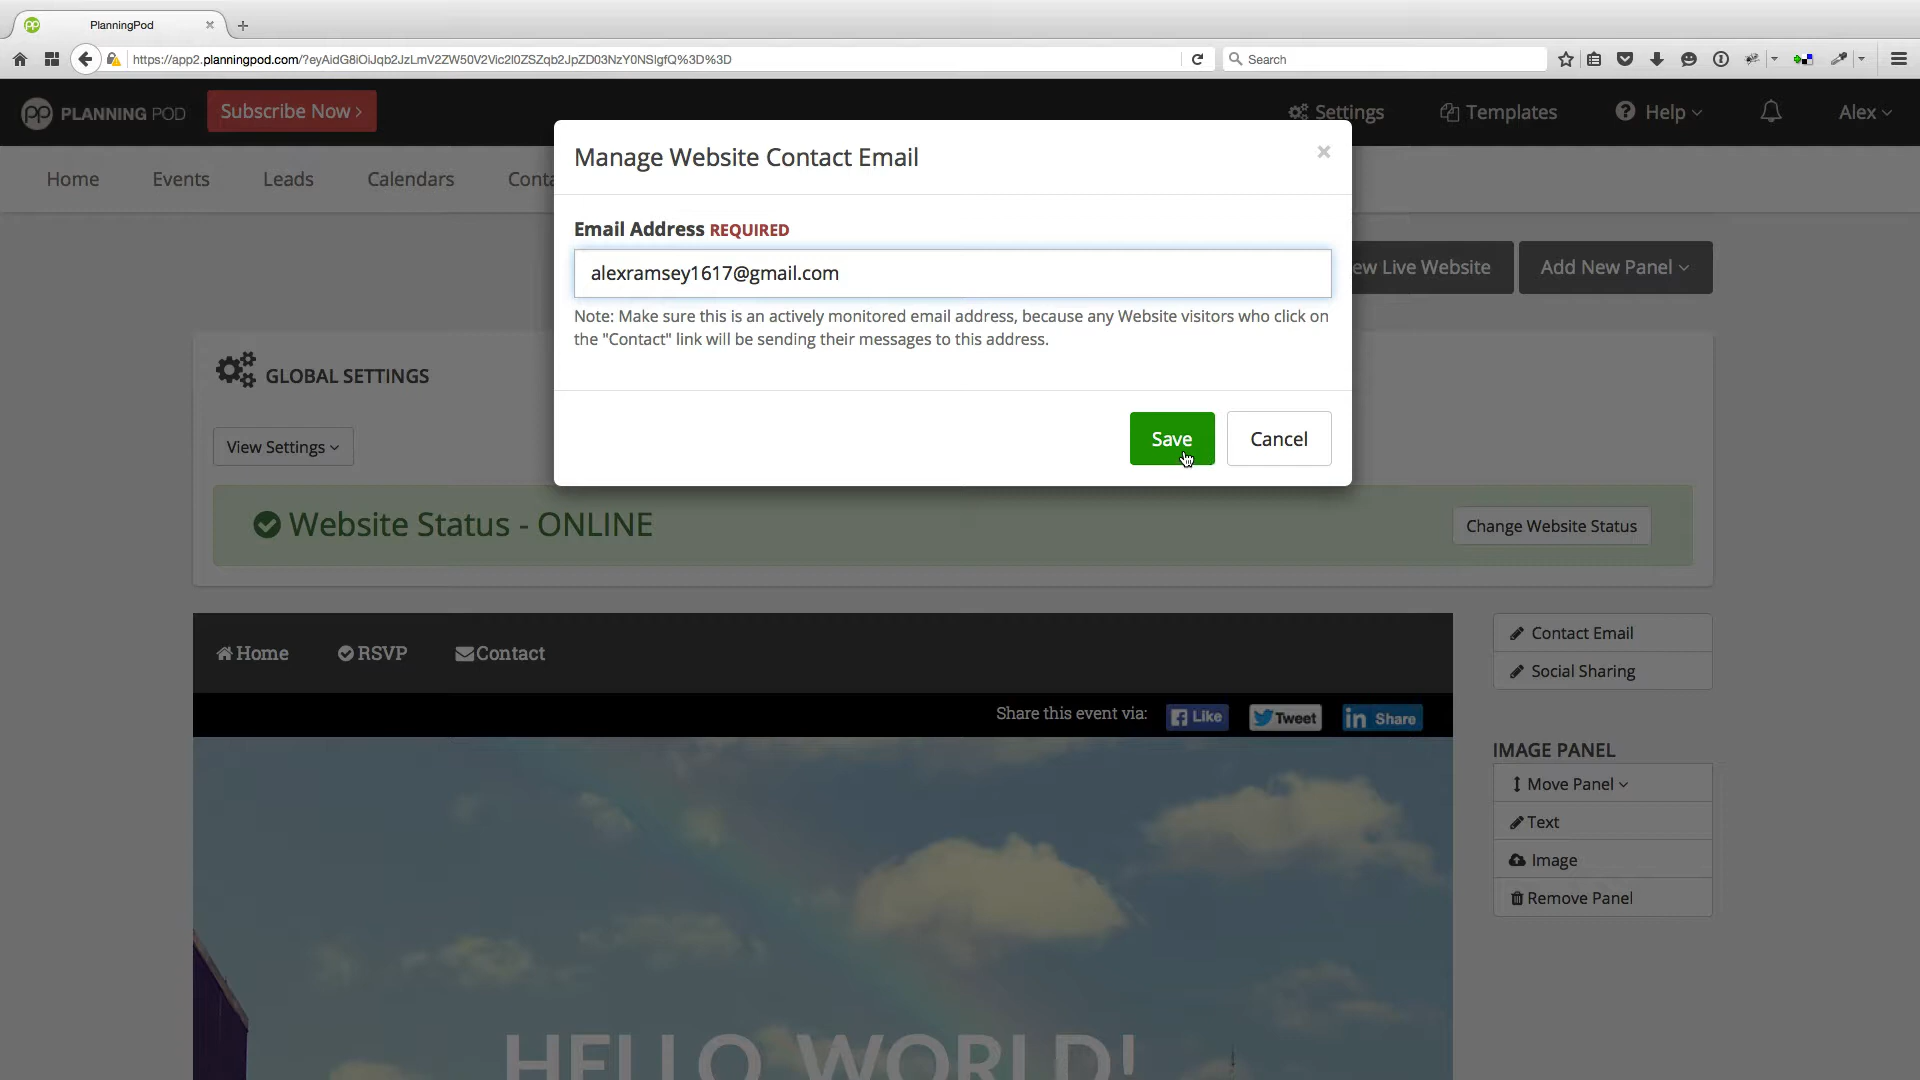 PlanningPod
https://app2.planningpod.com/?eyAidG8iOiJqb2JzLmV2ZW50V2Vic2l0ZSZqb2JpZD03NzY0NSIgfQ%3D%3D
Search
PLANNING POD
Subscribe Now ›
Settings
Templates
Help
Alex
Home
Events
Leads
Calendars
Conta
Manage Website Contact Email
×
Email Address REQUIRED
alexramsey1617@gmail.com
Note: Make sure this is an actively monitored email address, because any Website visitors who click on
the "Contact" link will be sending their messages to this address.
Save
Cancel
ew Live Website
Add New Panel
GLOBAL SETTINGS
View Settings
Website Status - ONLINE
Change Website Status
Home
RSVP
Contact
Contact Email
Social Sharing
Share this event via:
Like
Tweet
in Share
IMAGE PANEL
Move Panel
Text
Image
Remove Panel
HELLO WORLD!